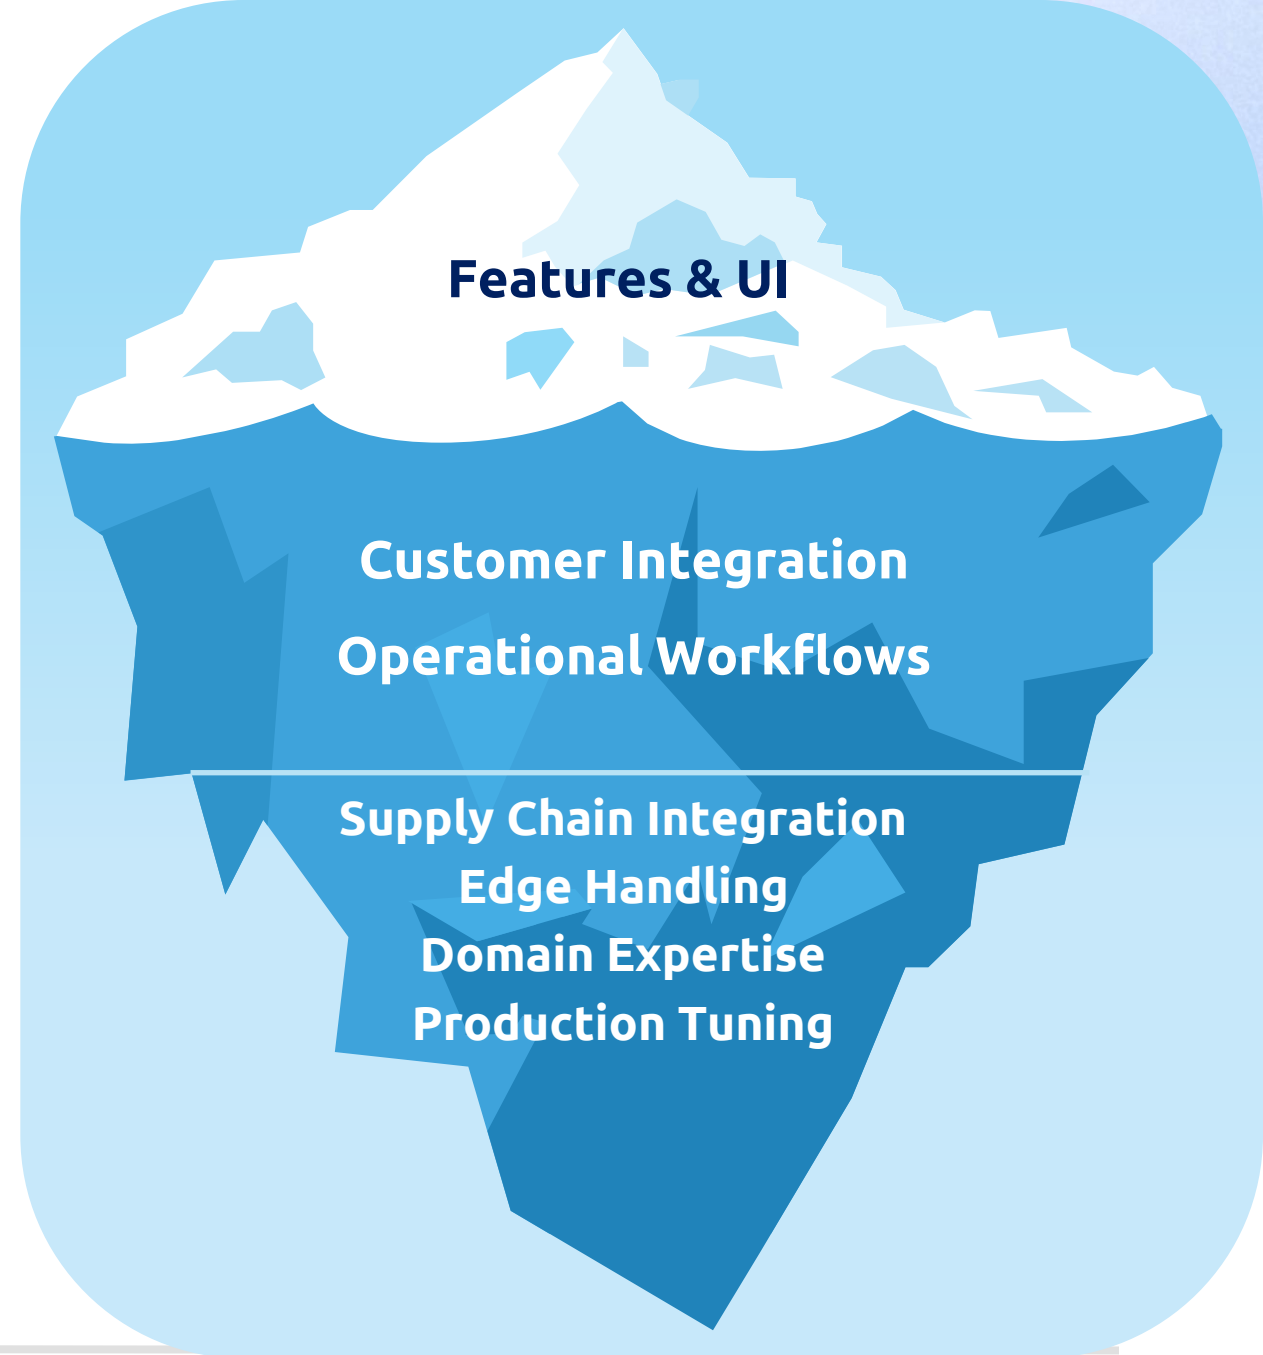 Features & UI
Customer Integration
Operational Workflows
Supply Chain Integration
Edge Handling
Domain Expertise
Production Tuning